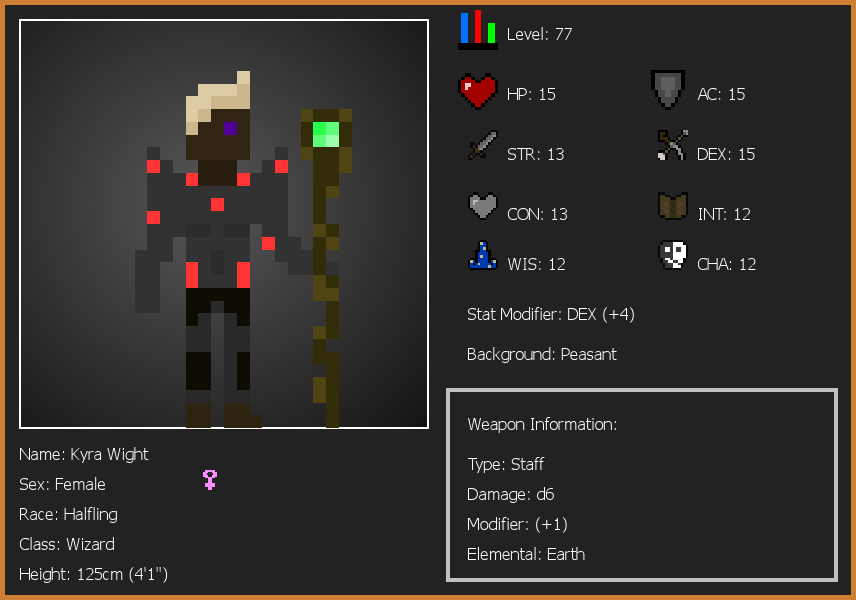 Level: 77
HP: 15
AC: 15
STR: 13
DEX: 15
CON: 13
INT: 12
WIS: 12
CHA: 12
Stat Modifier: DEX (+4)
Background: Peasant
Weapon Information:
Type: Staff
Damage: d6
Modifier: (+1)
Elemental: Earth
Name: Kyra Wight
Sex: Female
Race: Halfling
Class: Wizard
Height: 125cm (4'1")